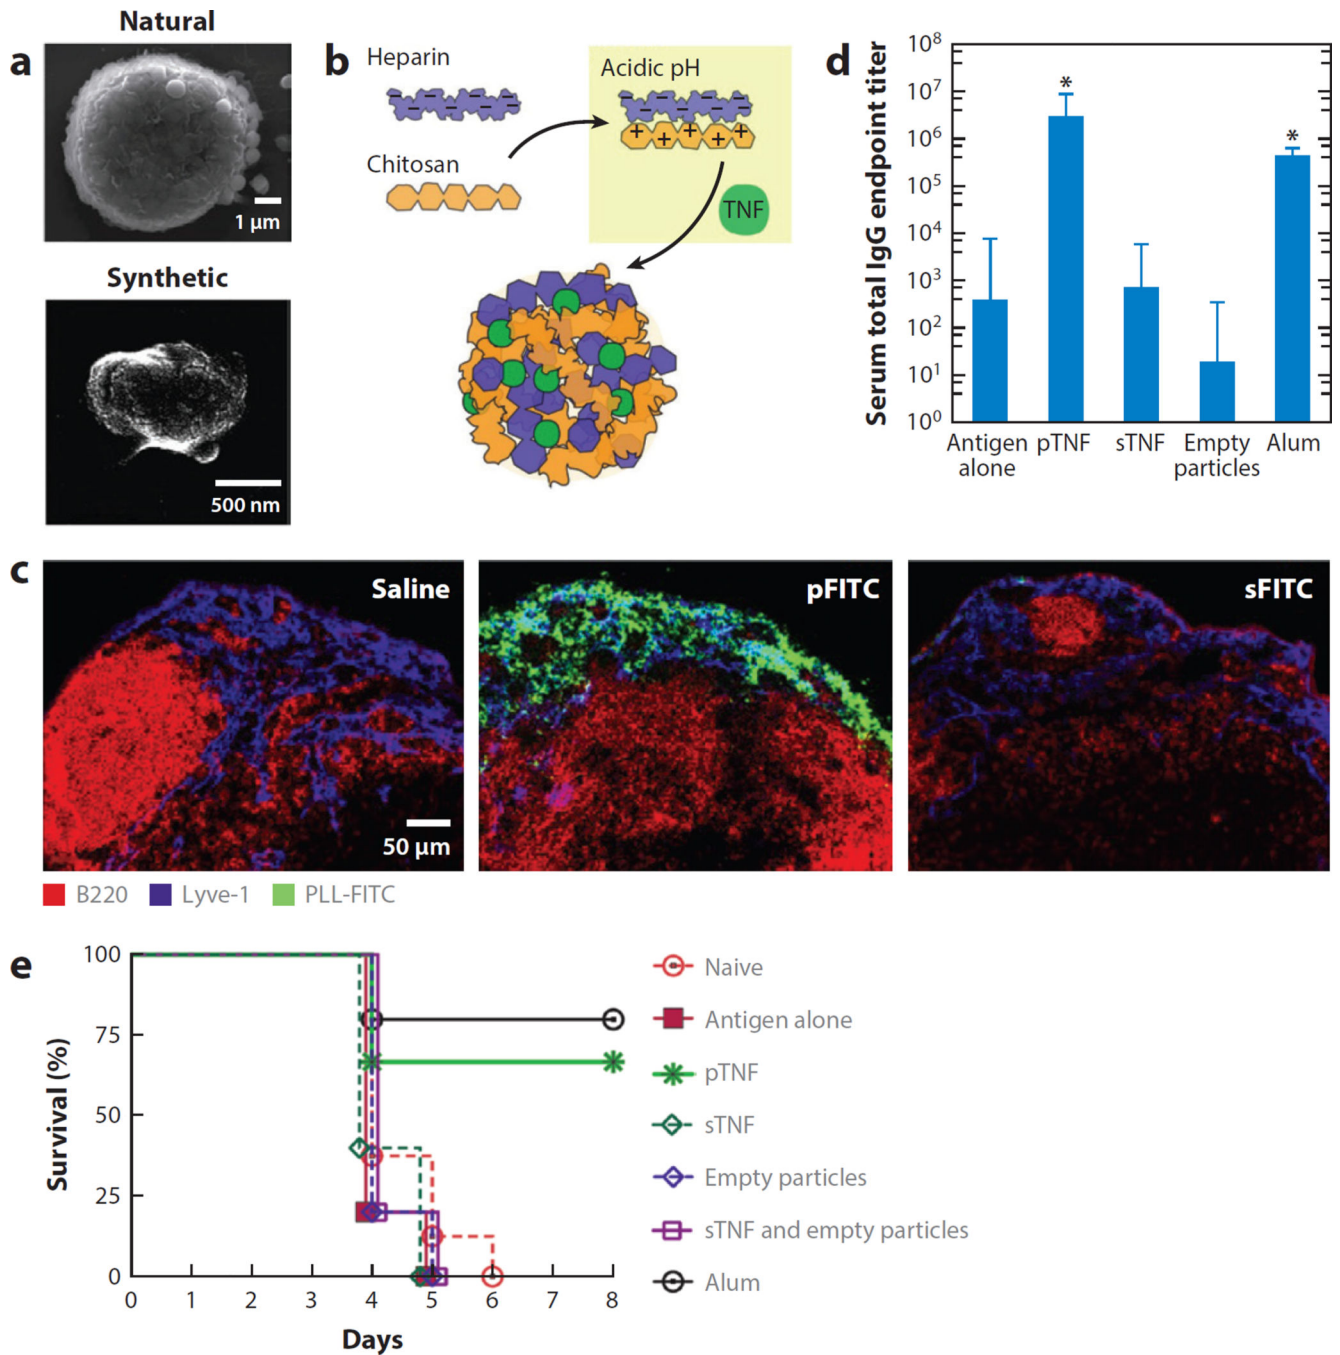 a
Natural
1 µm
Synthetic
500 nm
b
Heparin
Chitosan
Acidic pH
TNF
d
Serum total IgG endpoint titer
10⁸
10⁷
10⁶
10⁵
10⁴
10³
10²
10¹
10⁰
*
*
Antigen
alone
pTNF
sTNF
Empty
particles
Alum
c
Saline
50 µm
pFITC
sFITC
B220
Lyve-1
PLL-FITC
e
Survival (%)
100
75
50
25
0
0 1 2 3 4 5 6 7 8
Days
Naive
Antigen alone
pTNF
sTNF
Empty particles
sTNF and empty particles
Alum